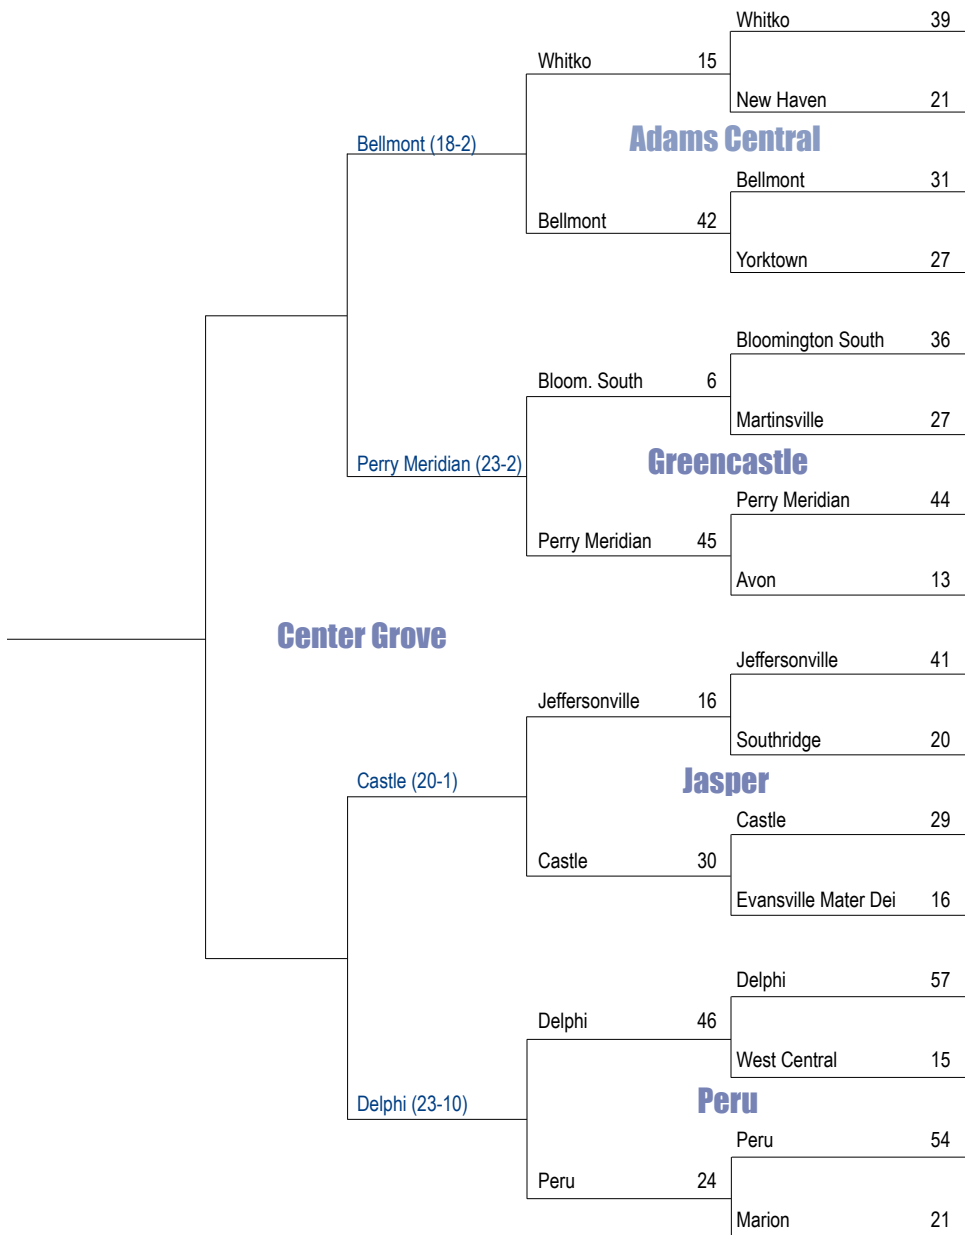 Whitko 39
Whitko 15
New Haven 21
Adams Central
Bellmont (18-2)
Bellmont 31
Bellmont 42
Yorktown 27
Bloomington South 36
Bloom. South 6
Martinsville 27
Greencastle
Perry Meridian (23-2)
Perry Meridian 44
Perry Meridian 45
Avon 13
Center Grove
Jeffersonville 41
Jeffersonville 16
Southridge 20
Jasper
Castle (20-1)
Castle 29
Castle 30
Evansville Mater Dei 16
Delphi 57
Delphi 46
West Central 15
Peru
Delphi (23-10)
Peru 54
Peru 24
Marion 21